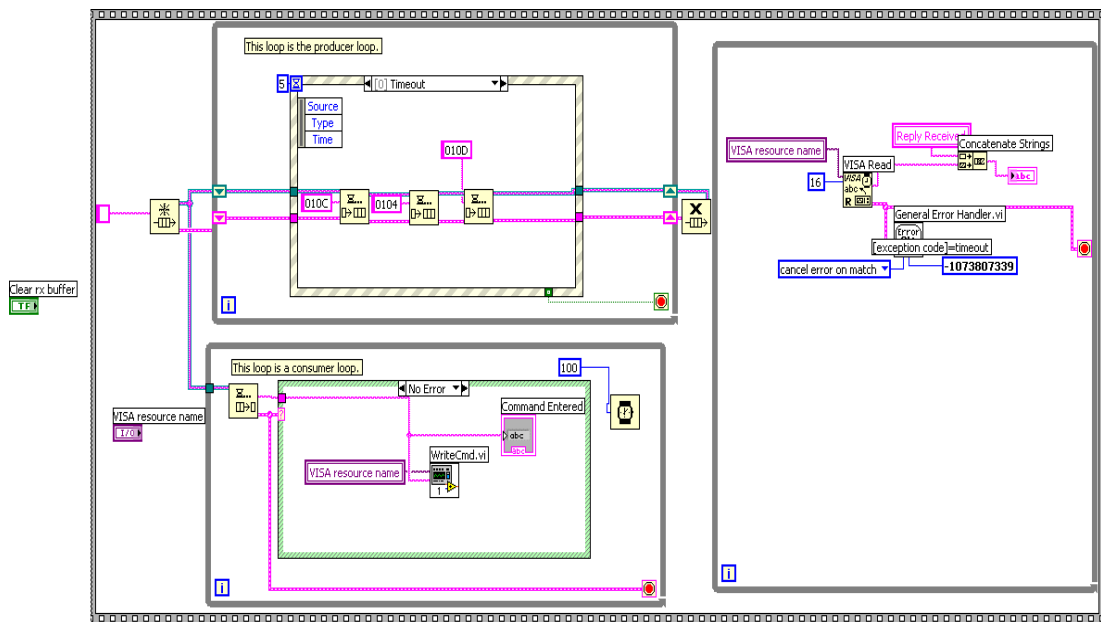 This loop is the producer loop.
5
[0] Timeout
Source
Type
Time
010D
010C
0104
i
Clear rx buffer
TF
VISA resource name
I/O
This loop is a consumer loop.
No Error
100
Command Entered
abc
abc
WriteCmd.vi
VISA resource name
1
?
i
Reply Received
Concatenate Strings
VISA resource name
VISA Read
16
VISA
abc
R
abc
General Error Handler.vi
Error
[exception code]=timeout
cancel error on match
-1073807339
i